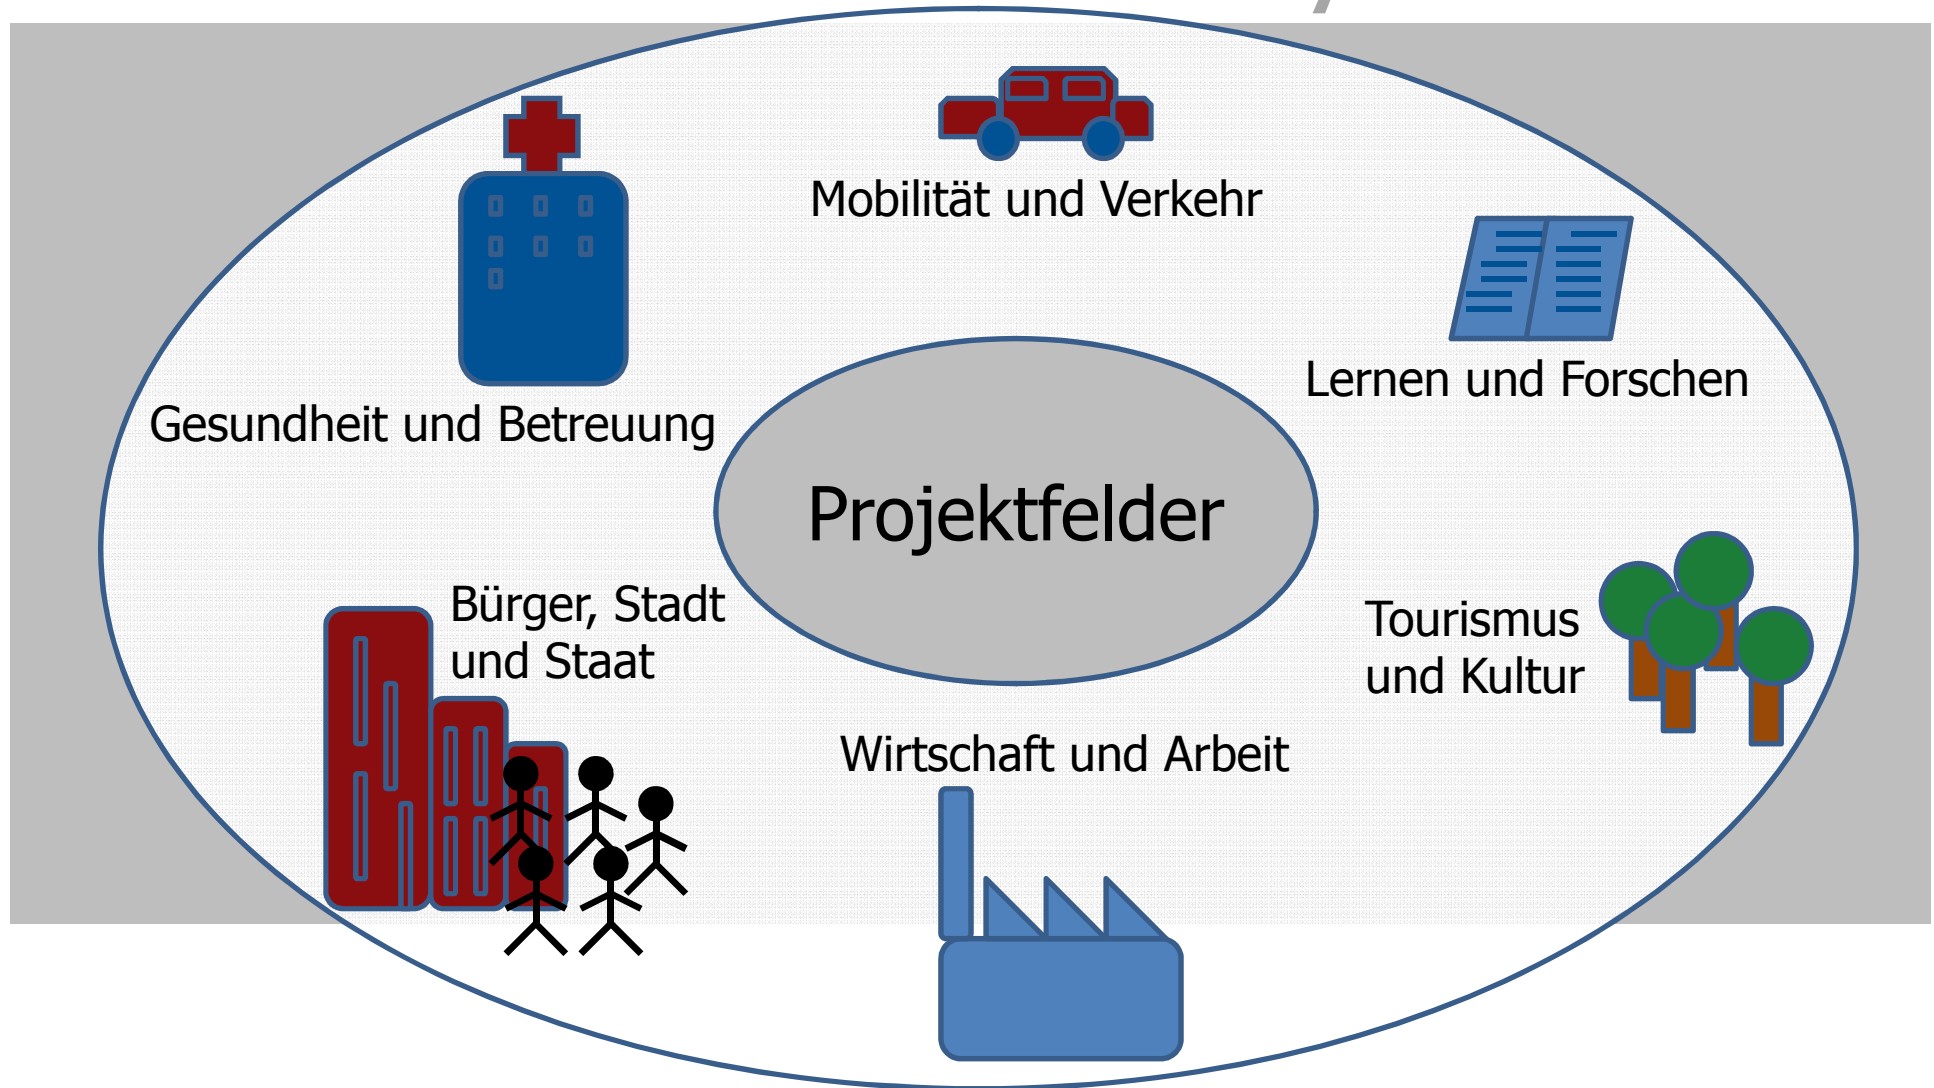 Mobilität und Verkehr
Lernen und Forschen
Gesundheit und Betreuung
Projektfelder
Bürger, Stadt
und Staat
Tourismus
und Kultur
Wirtschaft und Arbeit